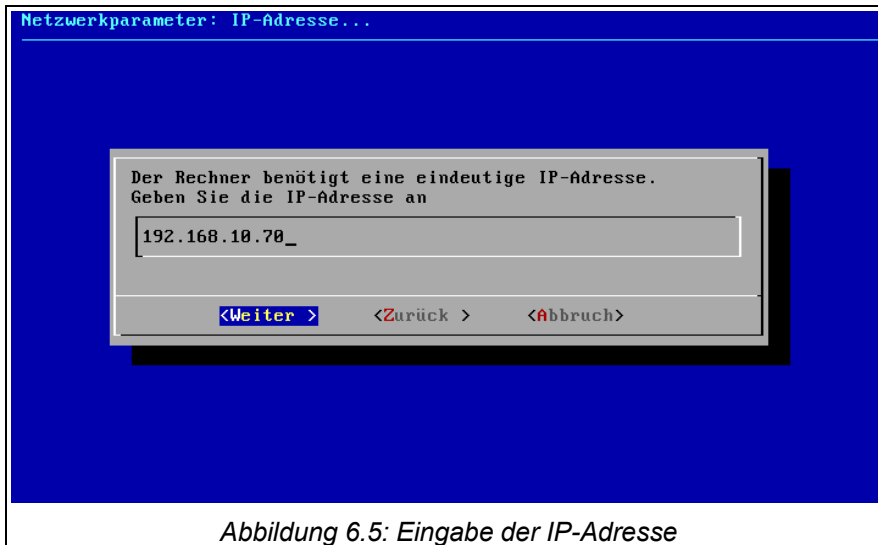 Netzwerkparameter: IP-Adresse...
Der Rechner benötigt eine eindeutige IP-Adresse.
Geben Sie die IP-Adresse an
192.168.10.70_
<Weiter > <Zurück > <Abbruch>
Abbildung 6.5: Eingabe der IP-Adresse